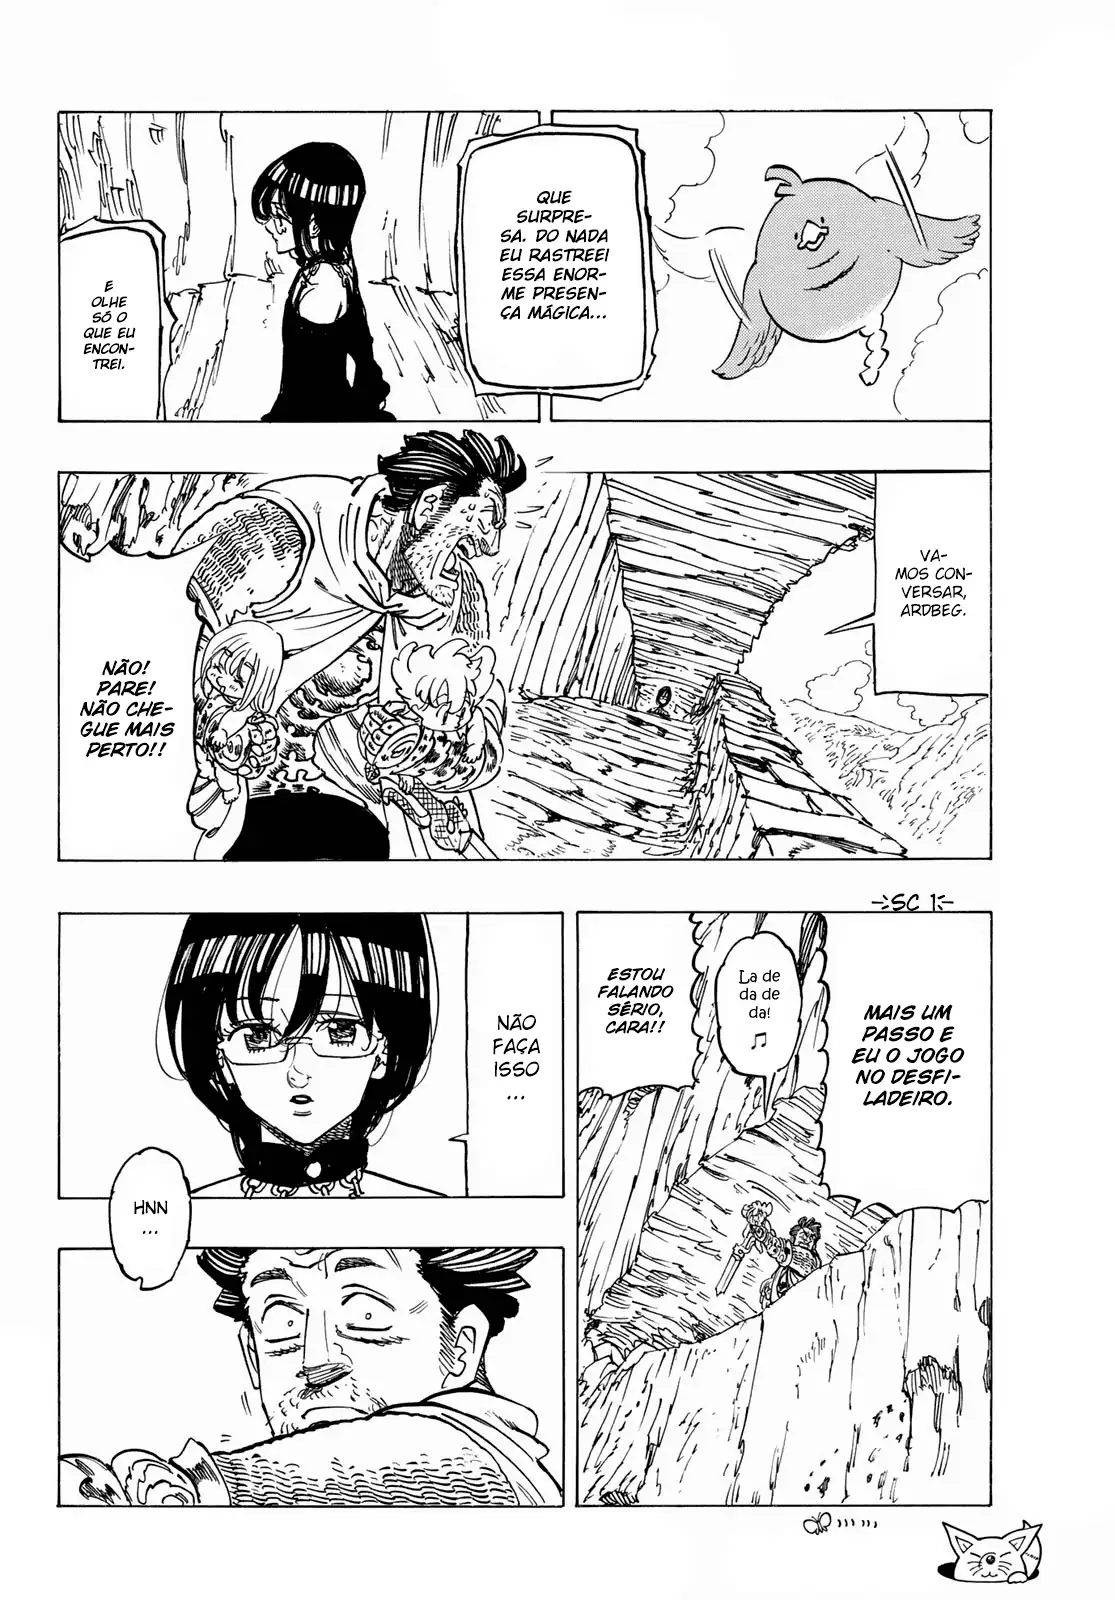 QUE
SURPRE-
SA. DO NADA
EU RASTREEI
ESSA ENOR-
ME PRESEN-
ÇA MÁGICA...
E
OLHE
SÓ O
QUE EU
ENCON-
TREI.
VA-
MOS CON-
VERSAR,
ARDBEG.
NÃO!
PARE!
NÃO CHE-
GUE MAIS
PERTO!!
SC 1
MAIS UM
PASSO E
EU O JOGO
NO DESFI-
LADEIRO.
La de
da de
da!
ESTOU
FALANDO
SÉRIO,
CARA!!
NÃO
FAÇA
ISSO
...
HNN
...